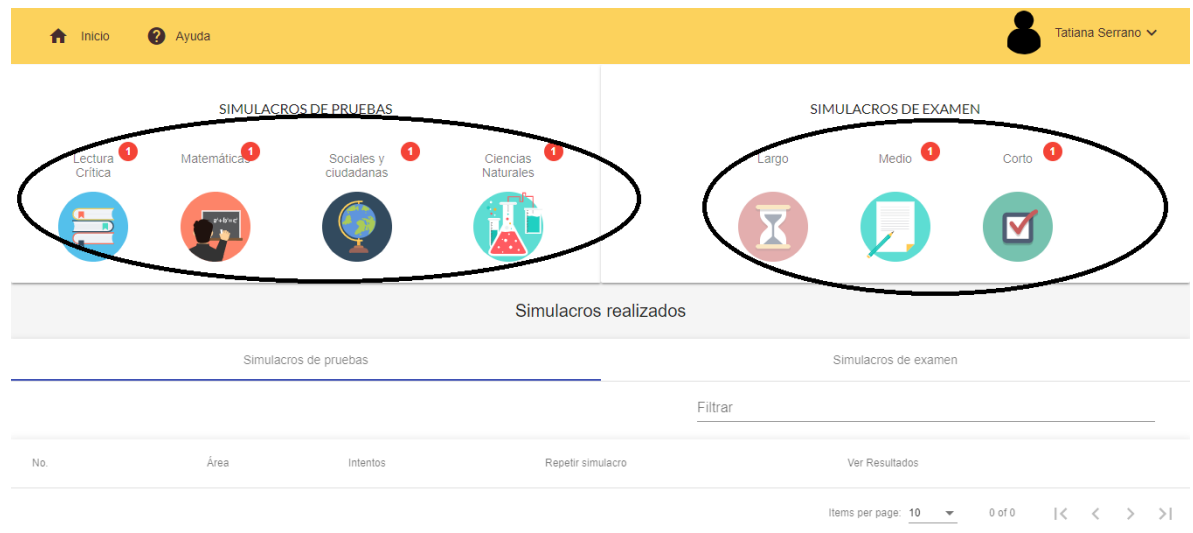 Inicio
Ayuda
Tatiana Serrano
SIMULACROS DE PRUEBAS
SIMULACROS DE EXAMEN
Lectura
Crítica
1
Matemáticas
1
Sociales y
ciudadanas
1
Ciencias
Naturales
1
Largo
Medio
1
Corto
1
Simulacros realizados
Simulacros de pruebas
Simulacros de examen
Filtrar
No.
Área
Intentos
Repetir simulacro
Ver Resultados
Items per page: 10
0 of 0